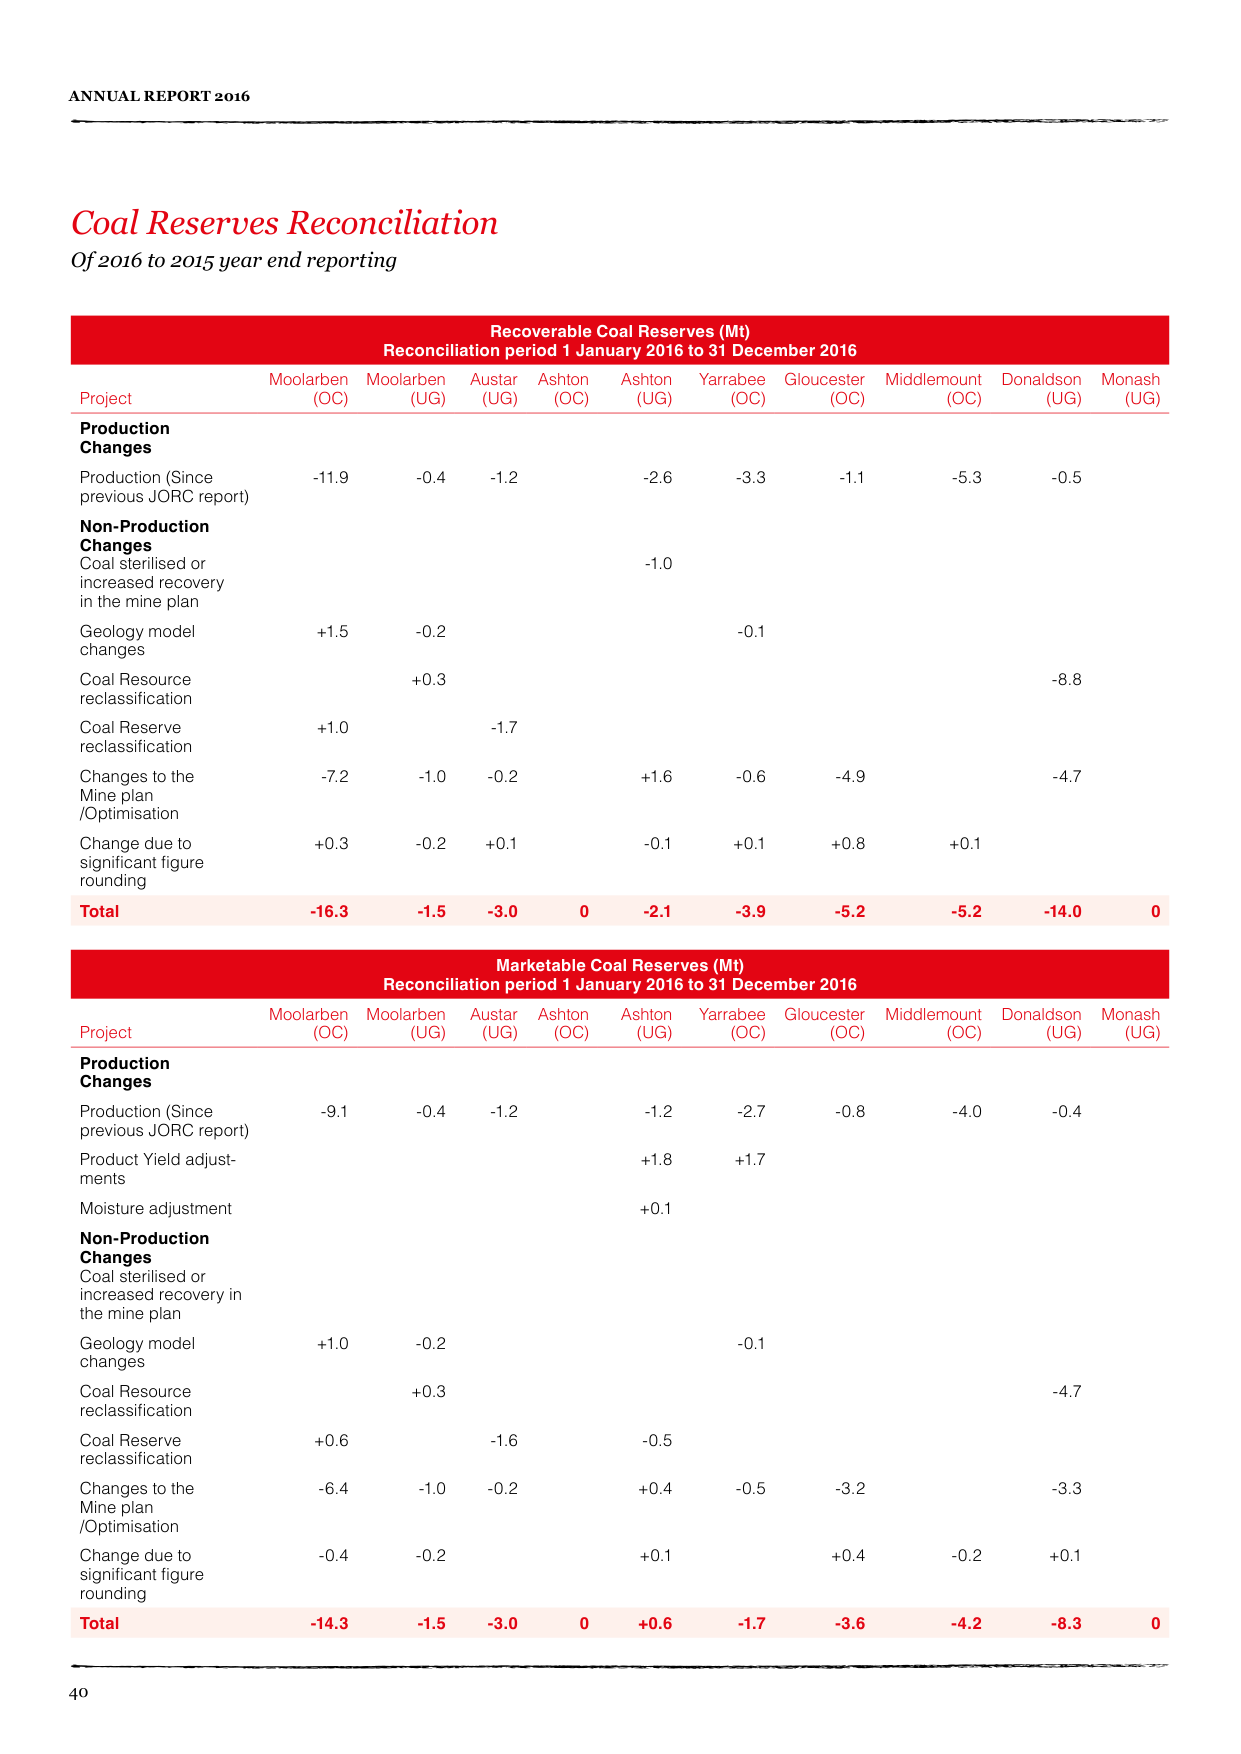 ANNUAL REPORT 2016
Coal Reserves Reconciliation
Of 2016 to 2015 year end reporting
Recoverable Coal Reserves (Mt)
Reconciliation period 1 January 2016 to 31 December 2016
Project Moolarben (OC) Moolarben (UG) Austar (UG) Ashton (OC) Ashton (UG) Yarrabee (OC) Gloucester (OC) Middlemount (OC) Donaldson (UG) Monash (UG)
Production
Changes
Production (Since -11.9 -0.4 -1.2 -2.6 -3.3 -1.1 -5.3 -0.5
previous JORC report)
Non-Production
Changes
Coal sterilised or -1.0
increased recovery
in the mine plan
Geology model +1.5 -0.2 -0.1
changes
Coal Resource +0.3 -8.8
reclassification
Coal Reserve +1.0 -1.7
reclassification
Changes to the -7.2 -1.0 -0.2 +1.6 -0.6 -4.9 -4.7
Mine plan
/Optimisation
Change due to +0.3 -0.2 +0.1 -0.1 +0.1 +0.8 +0.1
significant figure
rounding
Total -16.3 -1.5 -3.0 0 -2.1 -3.9 -5.2 -5.2 -14.0 0
Marketable Coal Reserves (Mt)
Reconciliation period 1 January 2016 to 31 December 2016
Project Moolarben (OC) Moolarben (UG) Austar (UG) Ashton (OC) Ashton (UG) Yarrabee (OC) Gloucester (OC) Middlemount (OC) Donaldson (UG) Monash (UG)
Production
Changes
Production (Since -9.1 -0.4 -1.2 -1.2 -2.7 -0.8 -4.0 -0.4
previous JORC report)
Product Yield adjust- +1.8 +1.7
ments
Moisture adjustment +0.1
Non-Production
Changes
Coal sterilised or
increased recovery in
the mine plan
Geology model +1.0 -0.2 -0.1
changes
Coal Resource +0.3 -4.7
reclassification
Coal Reserve +0.6 -1.6 -0.5
reclassification
Changes to the -6.4 -1.0 -0.2 +0.4 -0.5 -3.2 -3.3
Mine plan
/Optimisation
Change due to -0.4 -0.2 +0.1 +0.4 -0.2 +0.1
significant figure
rounding
Total -14.3 -1.5 -3.0 0 +0.6 -1.7 -3.6 -4.2 -8.3 0
40